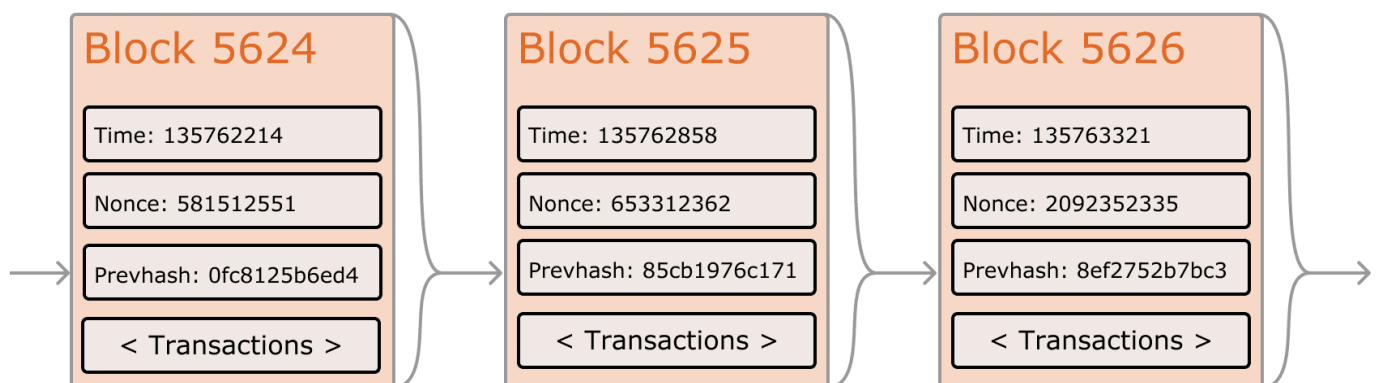 Block 5624
Time: 135762214
Nonce: 581512551
Prevhash: 0fc8125b6ed4
< Transactions >
Block 5625
Time: 135762858
Nonce: 653312362
Prevhash: 85cb1976c171
< Transactions >
Block 5626
Time: 135763321
Nonce: 2092352335
Prevhash: 8ef2752b7bc3
< Transactions >